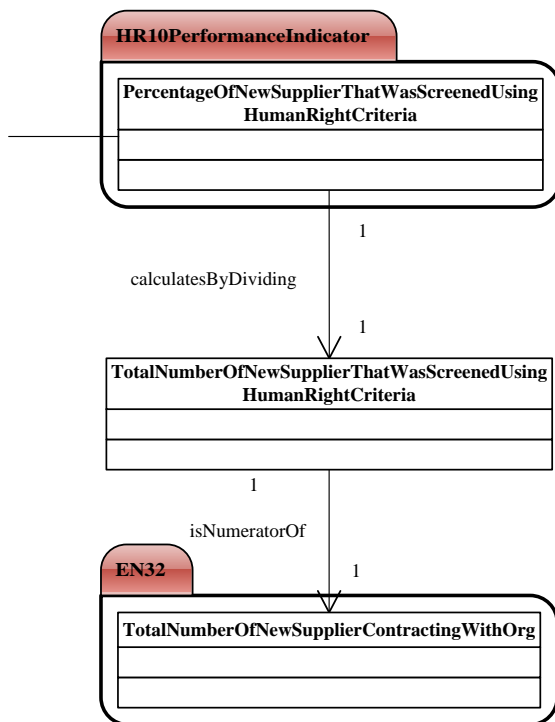 HR10PerformanceIndicator
PercentageOfNewSupplierThatWasScreenedUsing
HumanRightCriteria
1
calculatesByDividing
1
TotalNumberOfNewSupplierThatWasScreenedUsing
HumanRightCriteria
1
isNumeratorOf
1
EN32
TotalNumberOfNewSupplierContractingWithOrg